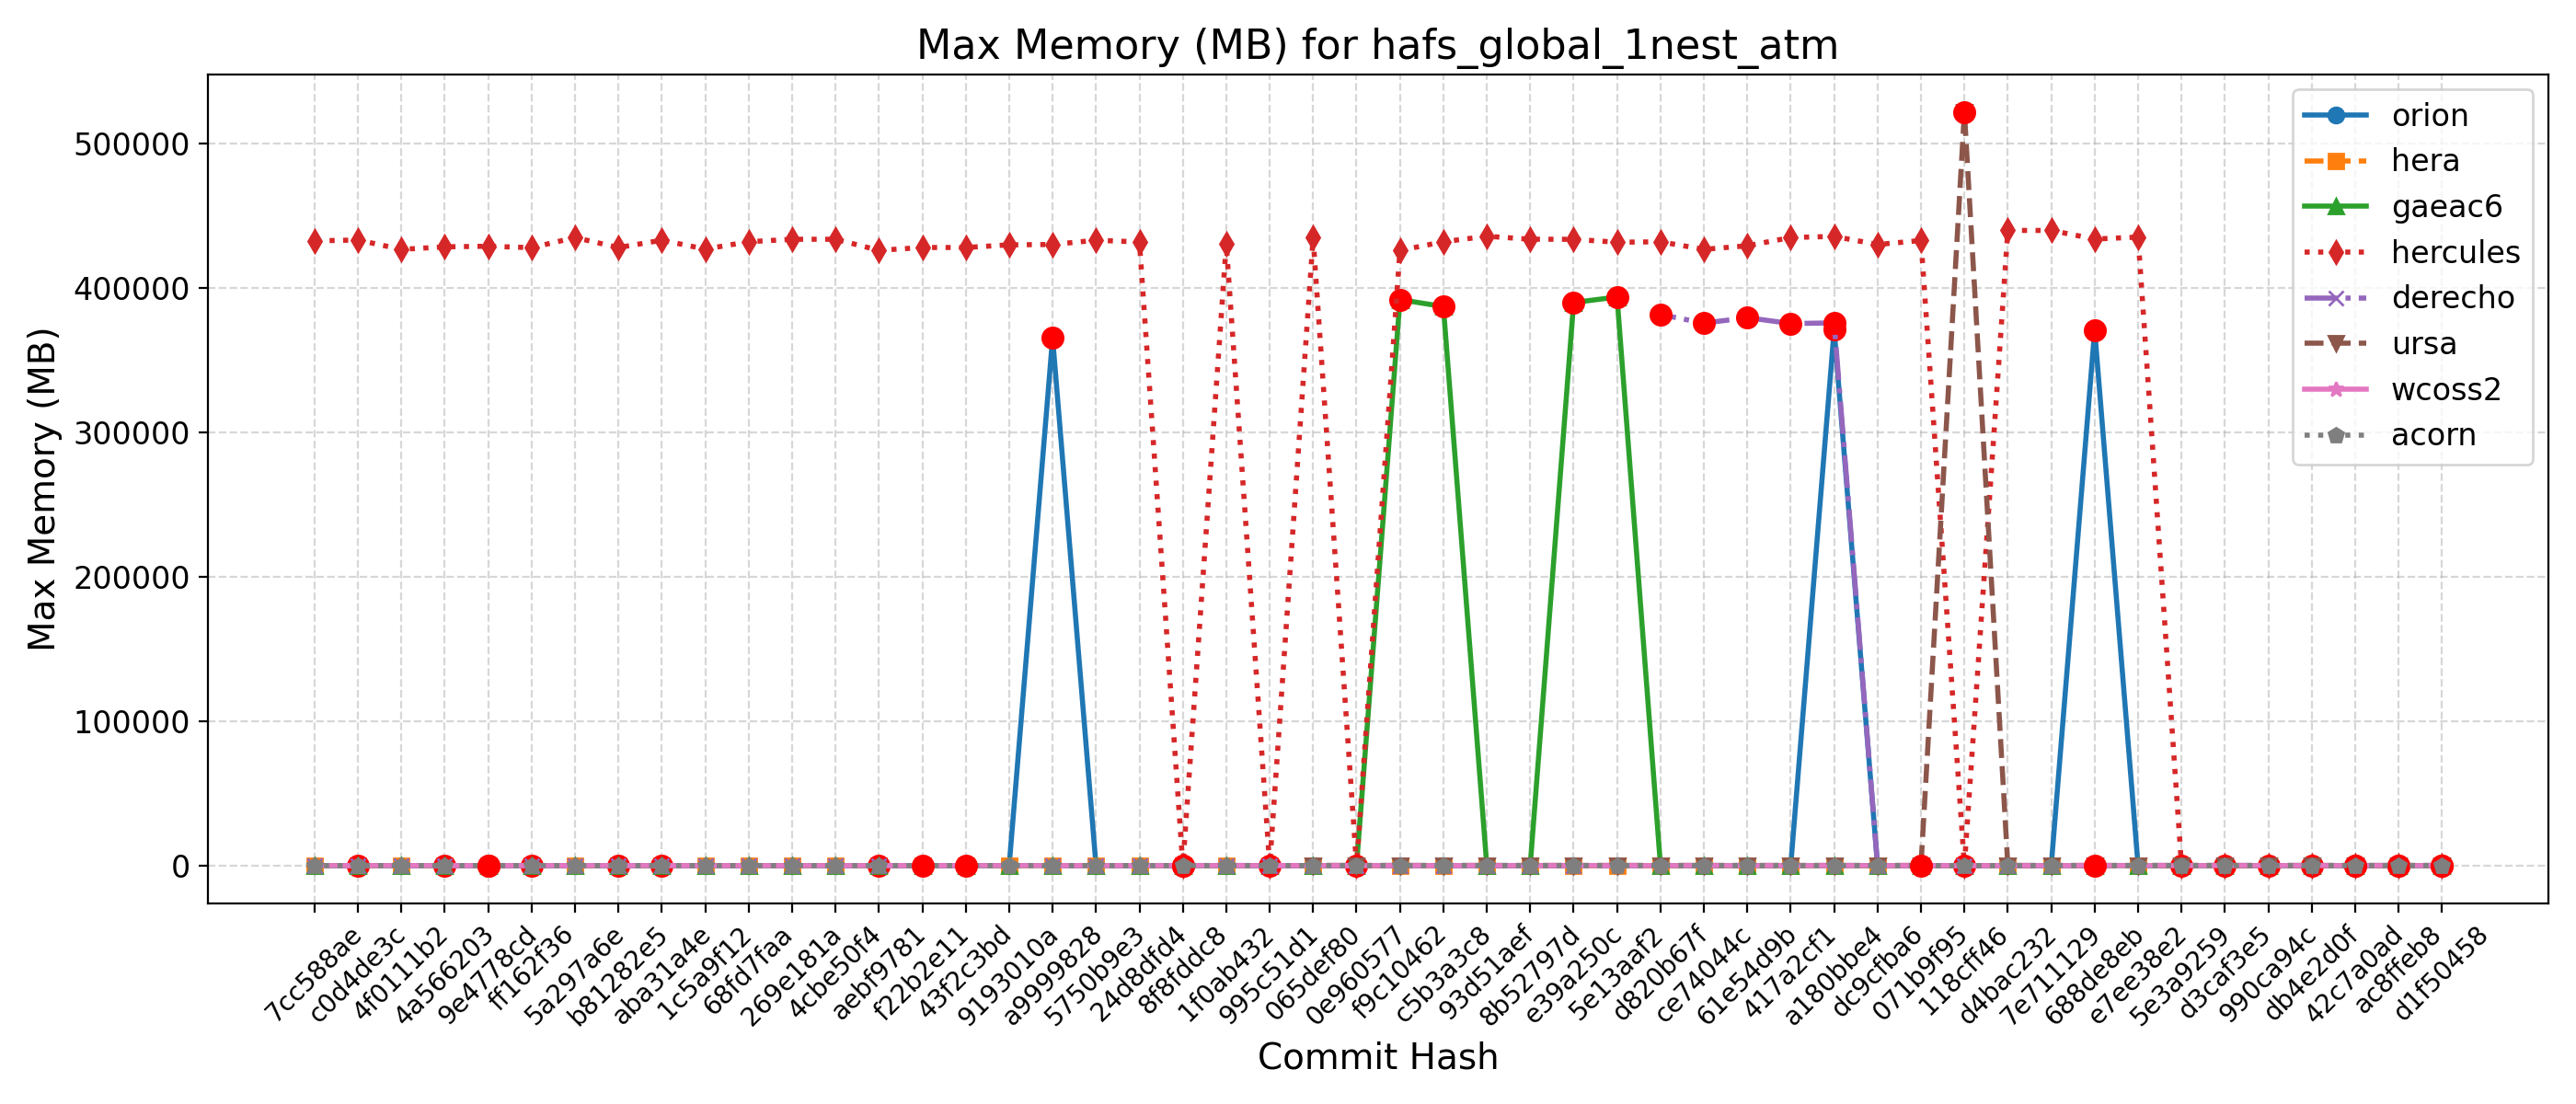 Max Memory (MB) for hafs_global_1nest_atm
Max Memory (MB)
500000
400000
300000
200000
100000
0
orion
hera
gaeac6
hercules
derecho
ursa
wcoss2
acorn
7cc588ae
c0d4de3c
4f0111b2
4a566203
9e4778cd
ff162f36
5a297a6e
b81282e5
aba31a4e
1c5a9f12
68fd7faa
269e181a
4cbe50f4
aebf9781
f22b2e11
43f2c3bd
9193010a
a9999828
5750b9e3
24d8dfd4
8f8fddc8
1f0ab432
995c51d1
065def80
0e960577
f9c10462
c5b3a3c8
93d51aef
8b52797d
e39a250c
5e13aaf2
d820b67f
ce74044c
61e54d9b
417a2cf1
a180bbe4
dc9cfba6
071b9f95
118cff46
d4bac232
7e711129
688de8eb
e7ee38e2
5e3a9259
d3caf3e5
990ca94c
db4e2d0f
42c7a0ad
ac8ffeb8
d1f50458
Commit Hash